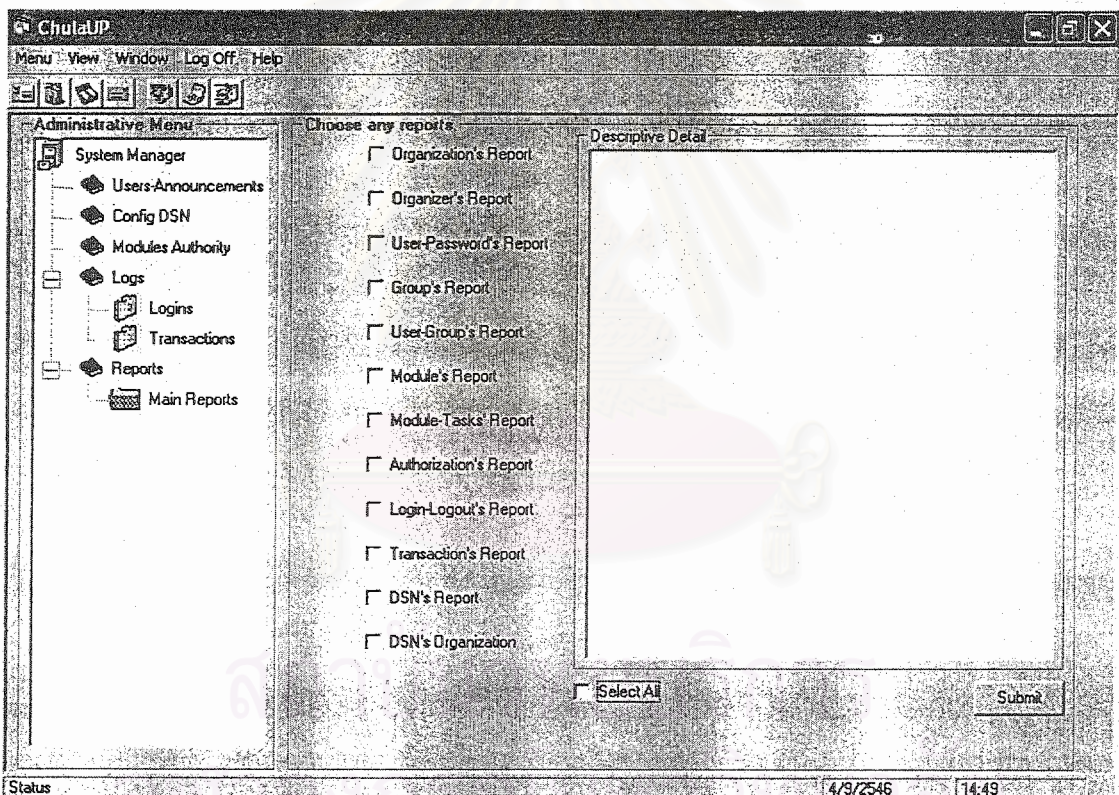 ChulaUP
Menu View Window Log Off Help
Administrative Menu
System Manager
Users-Announcements
Config DSN
Modules Authority
Logs
Logins
Transactions
Reports
Main Reports
Choose any reports
Organization's Report
Organizer's Report
User-Password's Report
Group's Report
User-Group's Report
Module's Report
Module-Tasks' Report
Authorization's Report
Login-Logout's Report
Transaction's Report
DSN's Report
DSN's Organization
Descriptive Detail
Select All
Submit
Status
4/9/2546
14:49